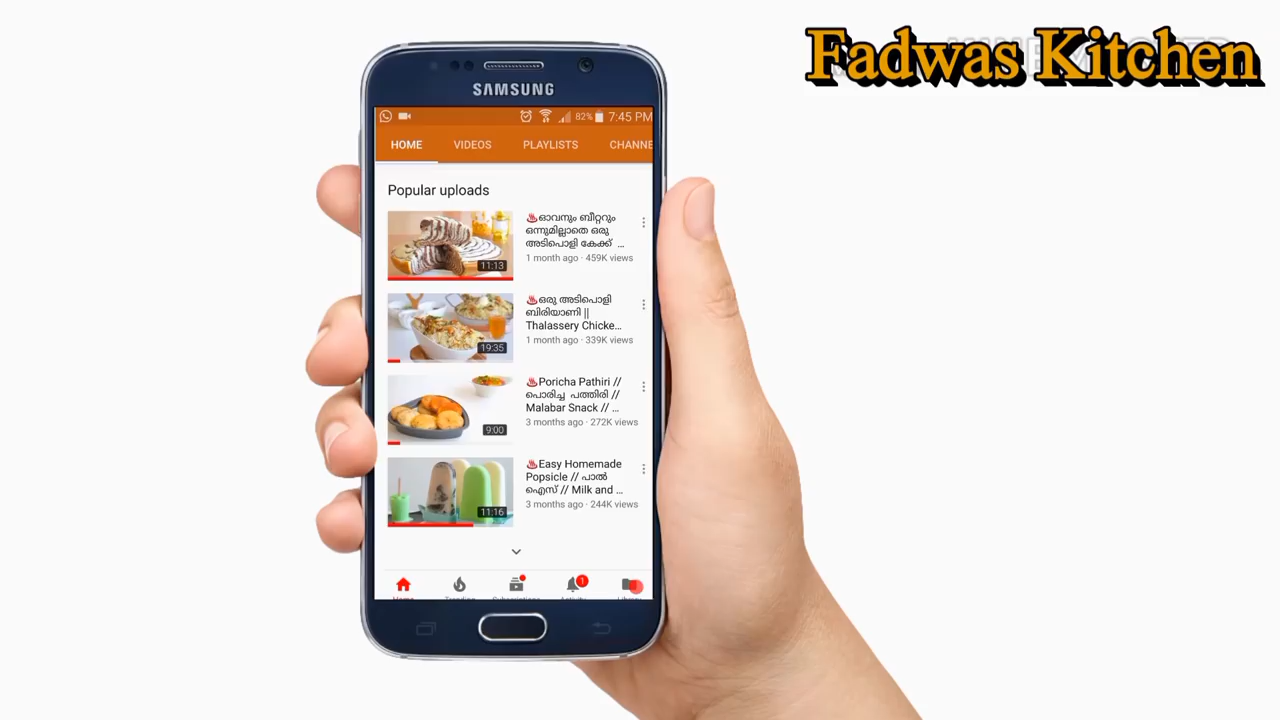 Fadwas Kitchen
SAMSUNG
82% 7:45 PM
HOME VIDEOS PLAYLISTS CHANNE
Popular uploads
♨️ഓവനും ബീറ്ററും
ഒന്നുമില്ലാതെ ഒരു
അടിപൊളി കേക്ക് ...
1 month ago · 459K views
11:13
♨️ഒരു അടിപൊളി
ബിരിയാണി ||
Thalassery Chicke...
1 month ago · 339K views
19:35
♨️Poricha Pathiri //
പൊരിച്ച പത്തിരി //
Malabar Snack // ...
3 months ago · 272K views
9:00
♨️Easy Homemade
Popsicle // പാൽ
ഐസ് // Milk and ...
3 months ago · 244K views
11:16
1